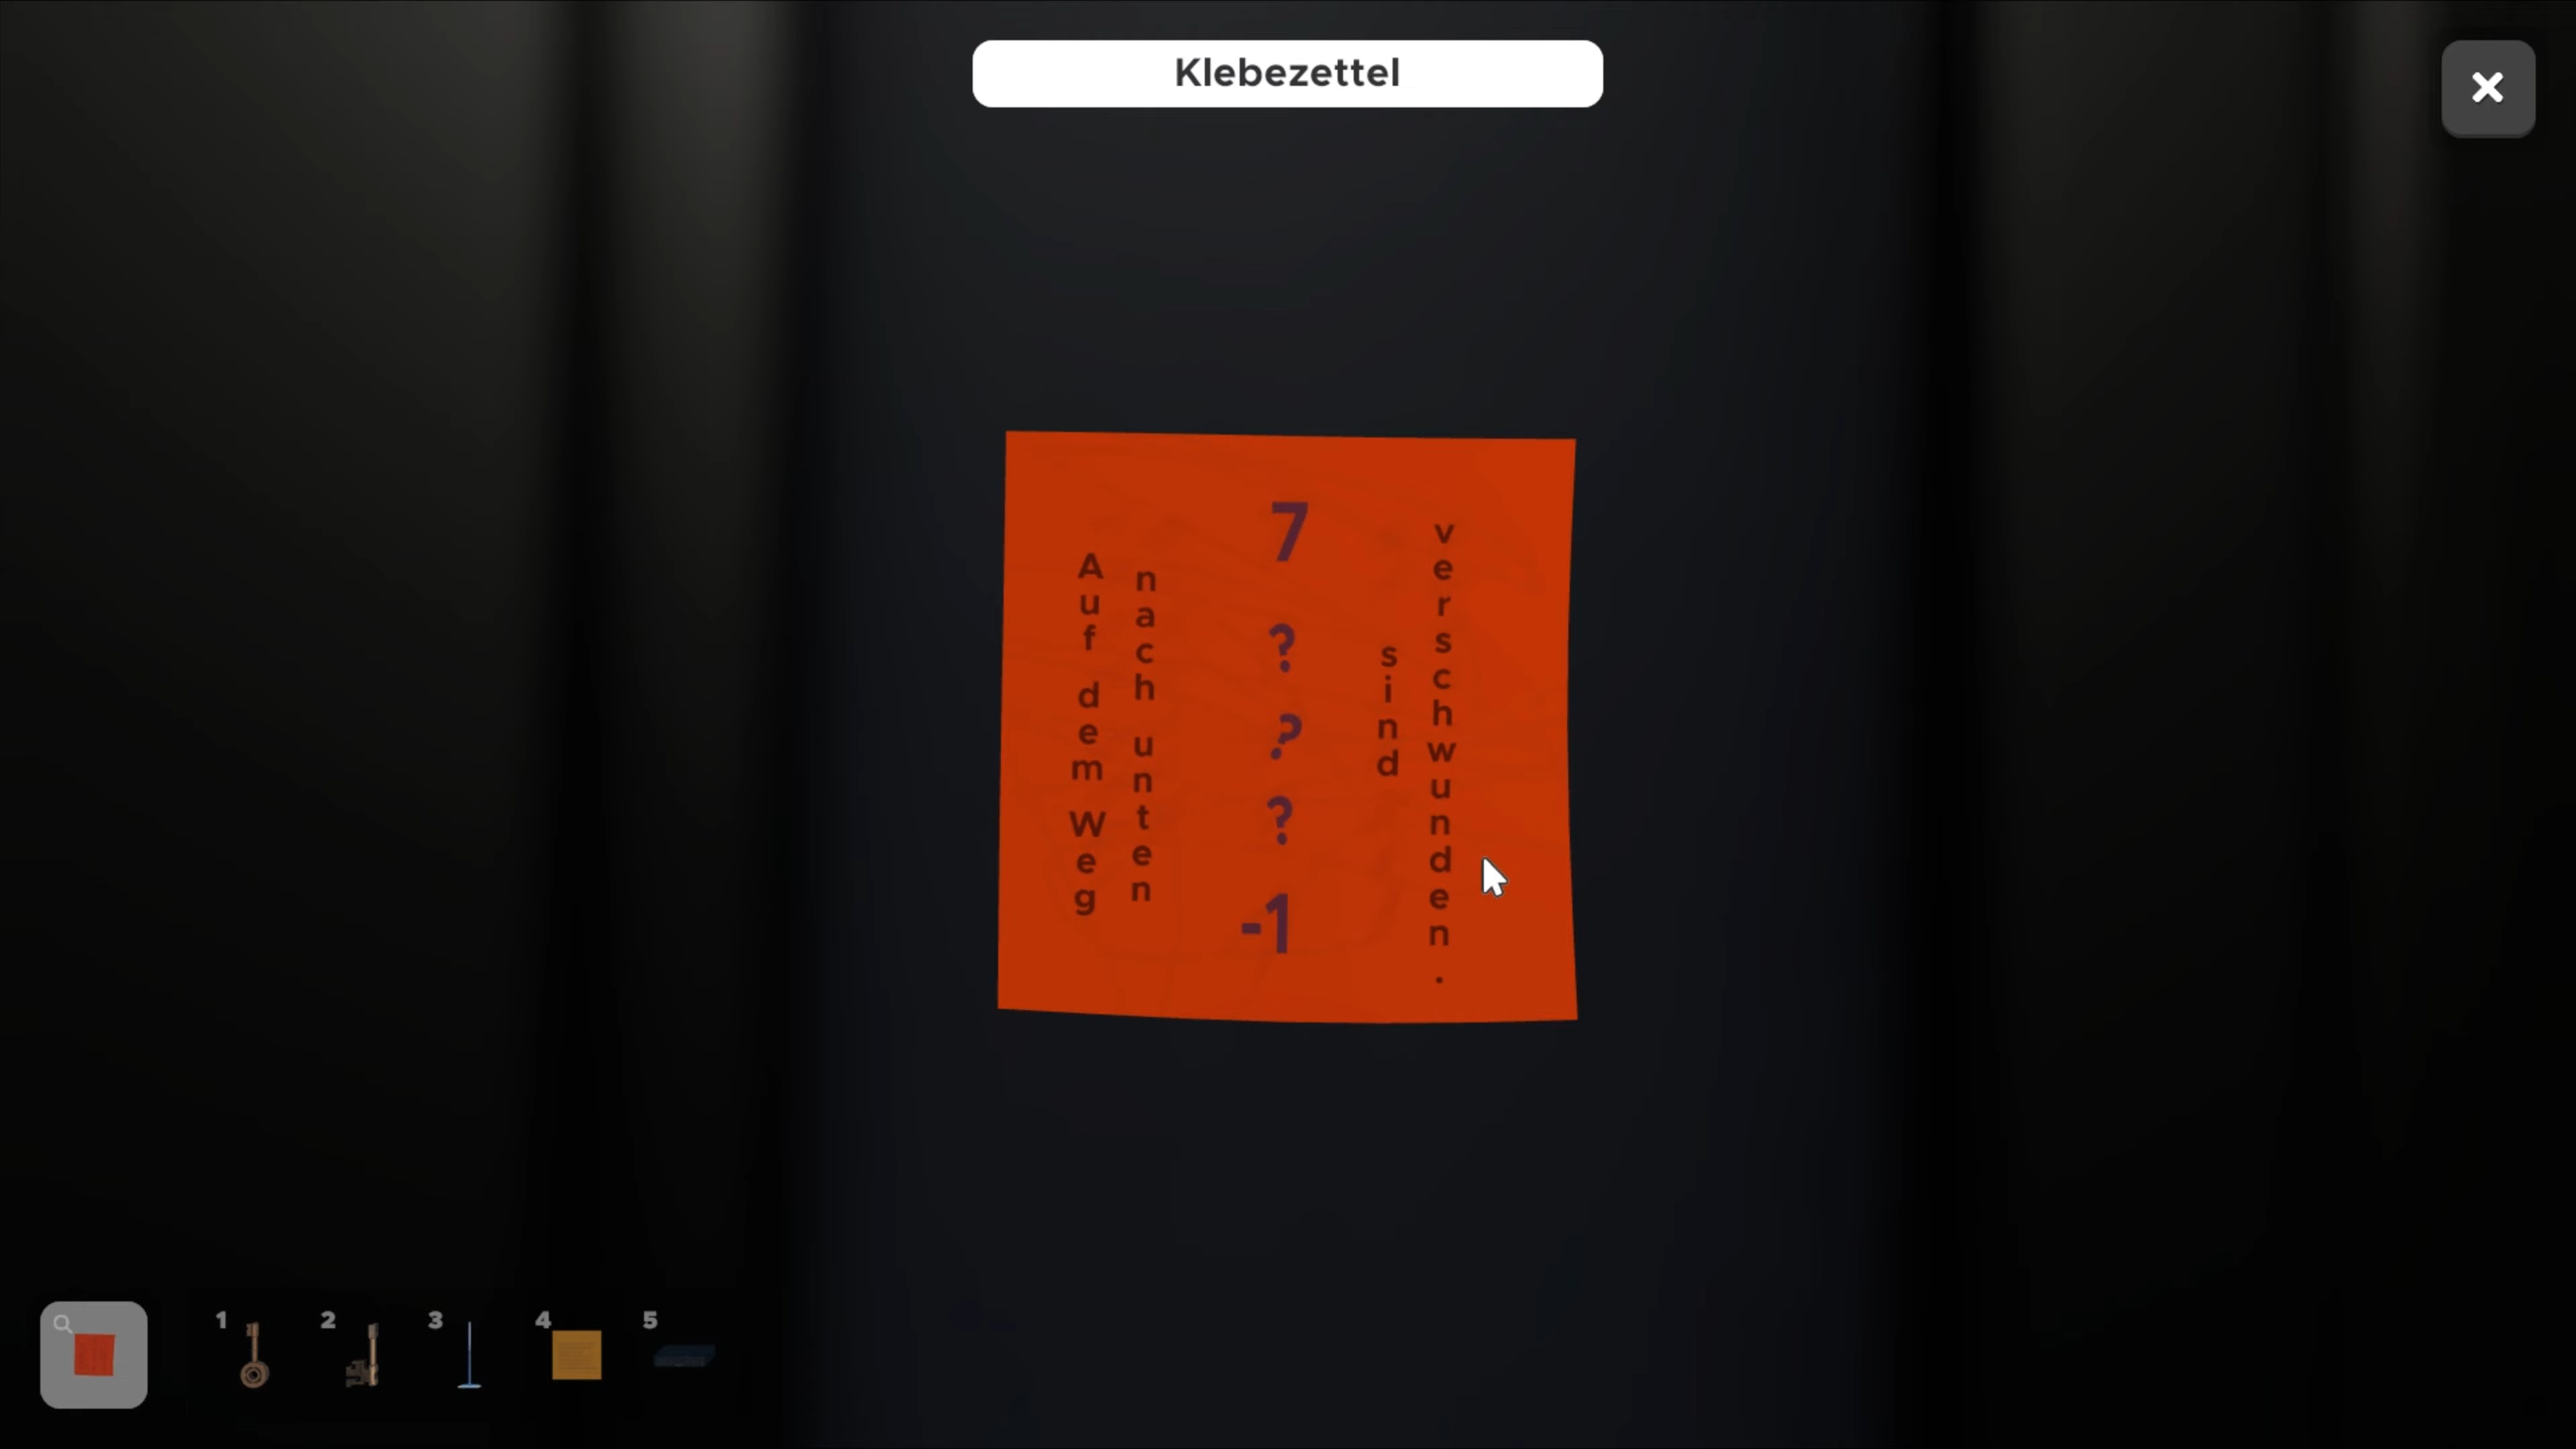 Klebezettel
Auf dem Weg
nach unten
7
?
?
?
-1
sind
verschwunden.
1
2
3
4
5